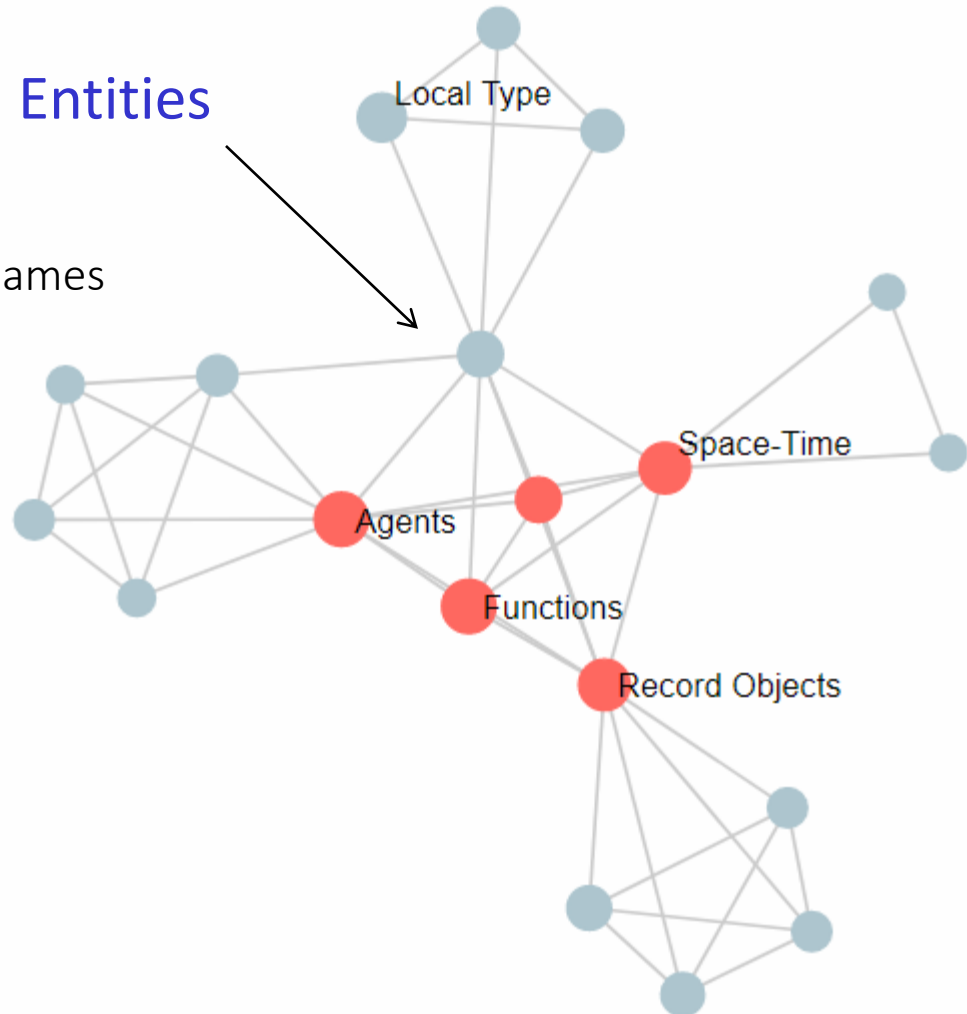 Local Type
Entities
ames
Space-Time
Agents
Functions
Record Objects